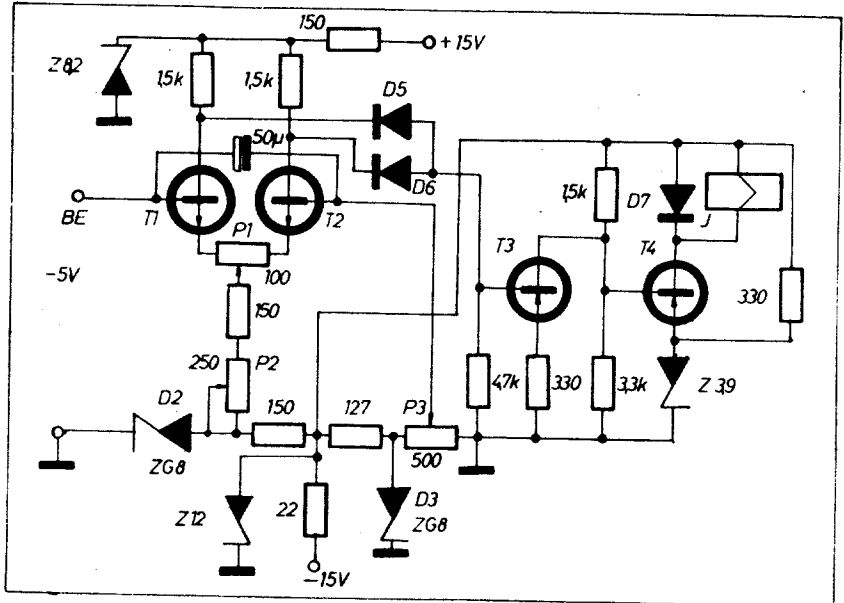 150
+15V
Z8,2
1,5k
1,5k
D5
50µ
D6
1,5k
D7
J
BE
T1
T2
P1
T3
T4
100
-5V
150
330
250
P2
D2
4,7k
330
3,3k
Z 3,9
150
127
P3
ZG8
500
Z12
22
D3
ZG8
-15V